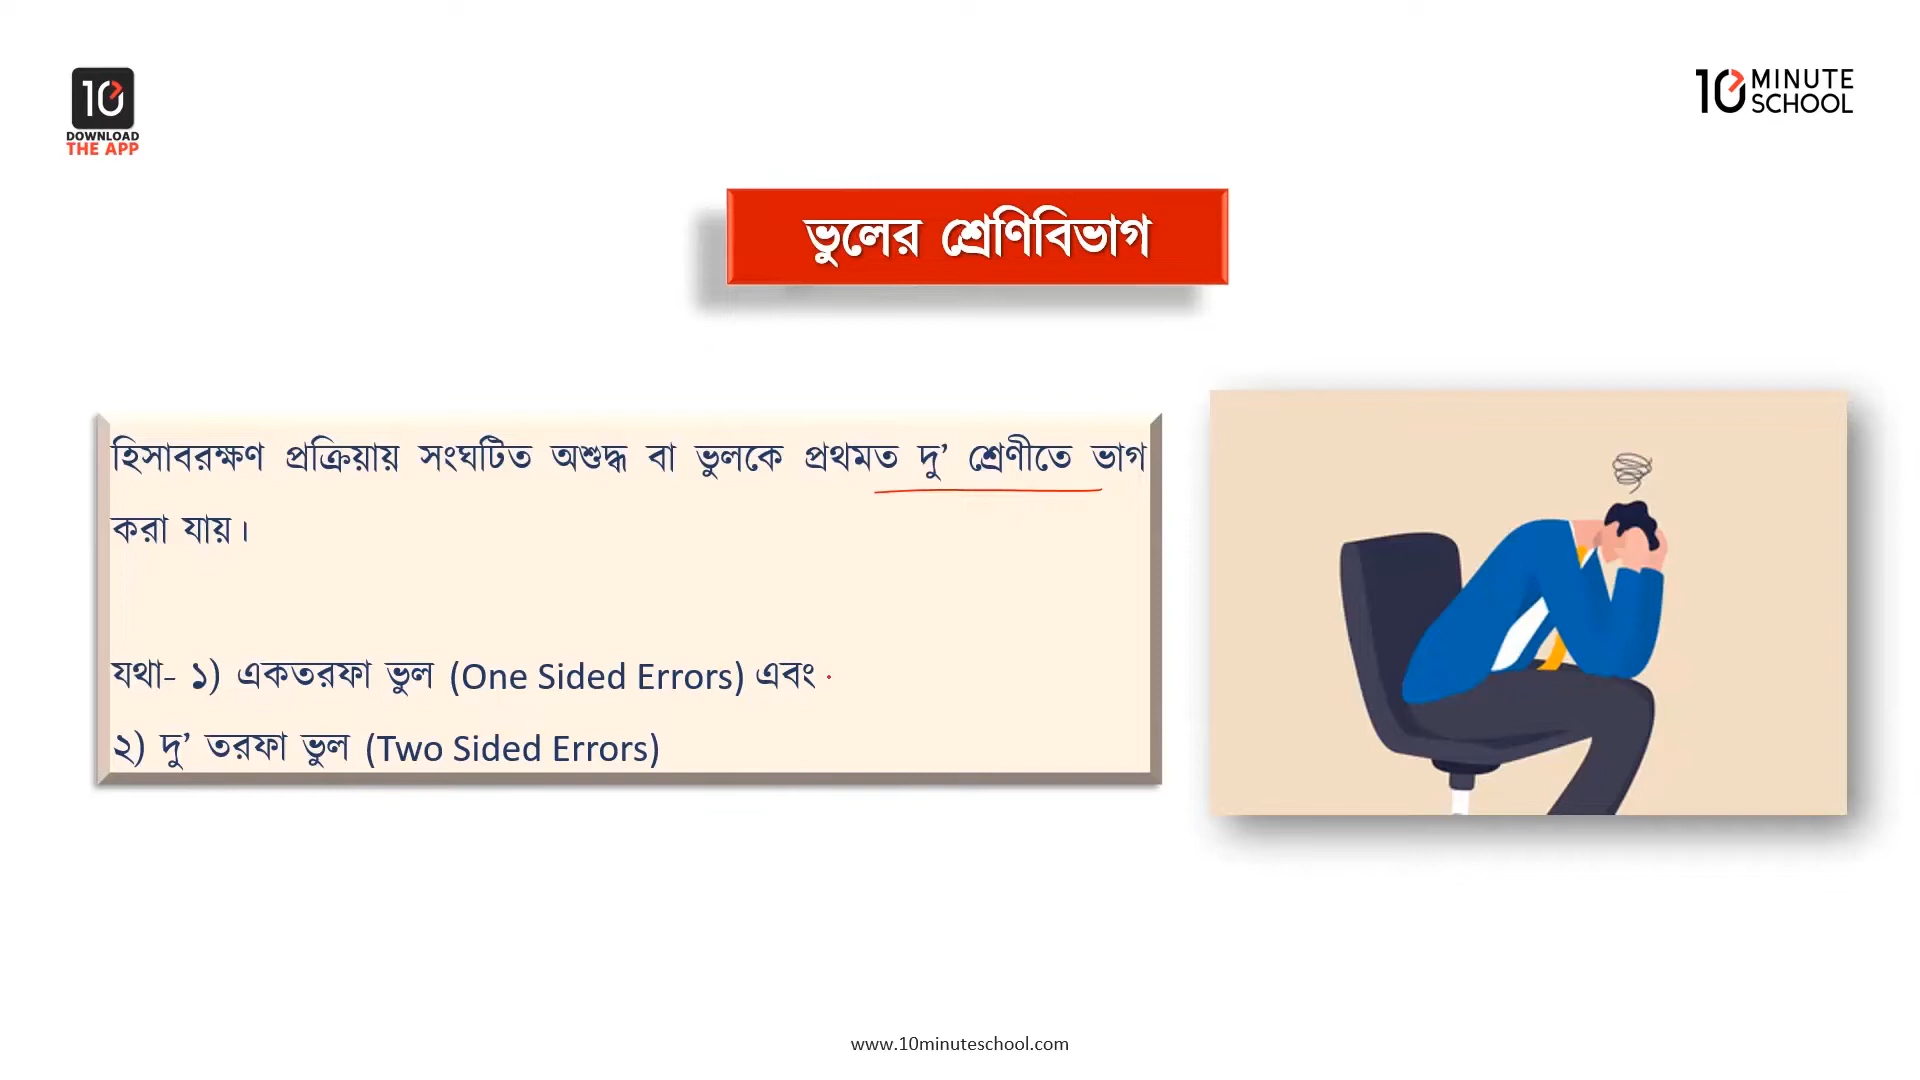 10
DOWNLOAD
THE APP
10 MINUTE
SCHOOL
ভুলের শ্রেণিবিভাগ
হিসাবরক্ষণ প্রক্রিয়ায় সংঘটিত অশুদ্ধ বা ভুলকে প্রথমত দু’ শ্রেণীতে ভাগ
করা যায়।
যথা- ১) একতরফা ভুল (One Sided Errors) এবং
২) দু’ তরফা ভুল (Two Sided Errors)
www.10minuteschool.com